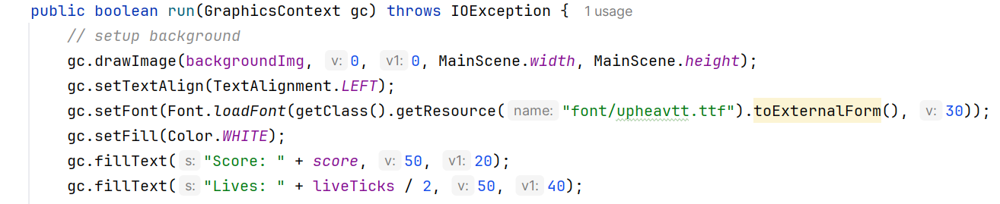 public boolean run(GraphicsContext gc) throws IOException {   1 usage
    // setup background
    gc.drawImage(backgroundImg, v: 0, v1: 0, MainScene.width, MainScene.height);
    gc.setTextAlign(TextAlignment.LEFT);
    gc.setFont(Font.loadFont(getClass().getResource( name: "font/upheavtt.ttf").toExternalForm(), v: 30));
    gc.setFill(Color.WHITE);
    gc.fillText( s: "Score: " + score, v: 50, v1: 20);
    gc.fillText( s: "Lives: " + liveTicks / 2, v: 50, v1: 40);